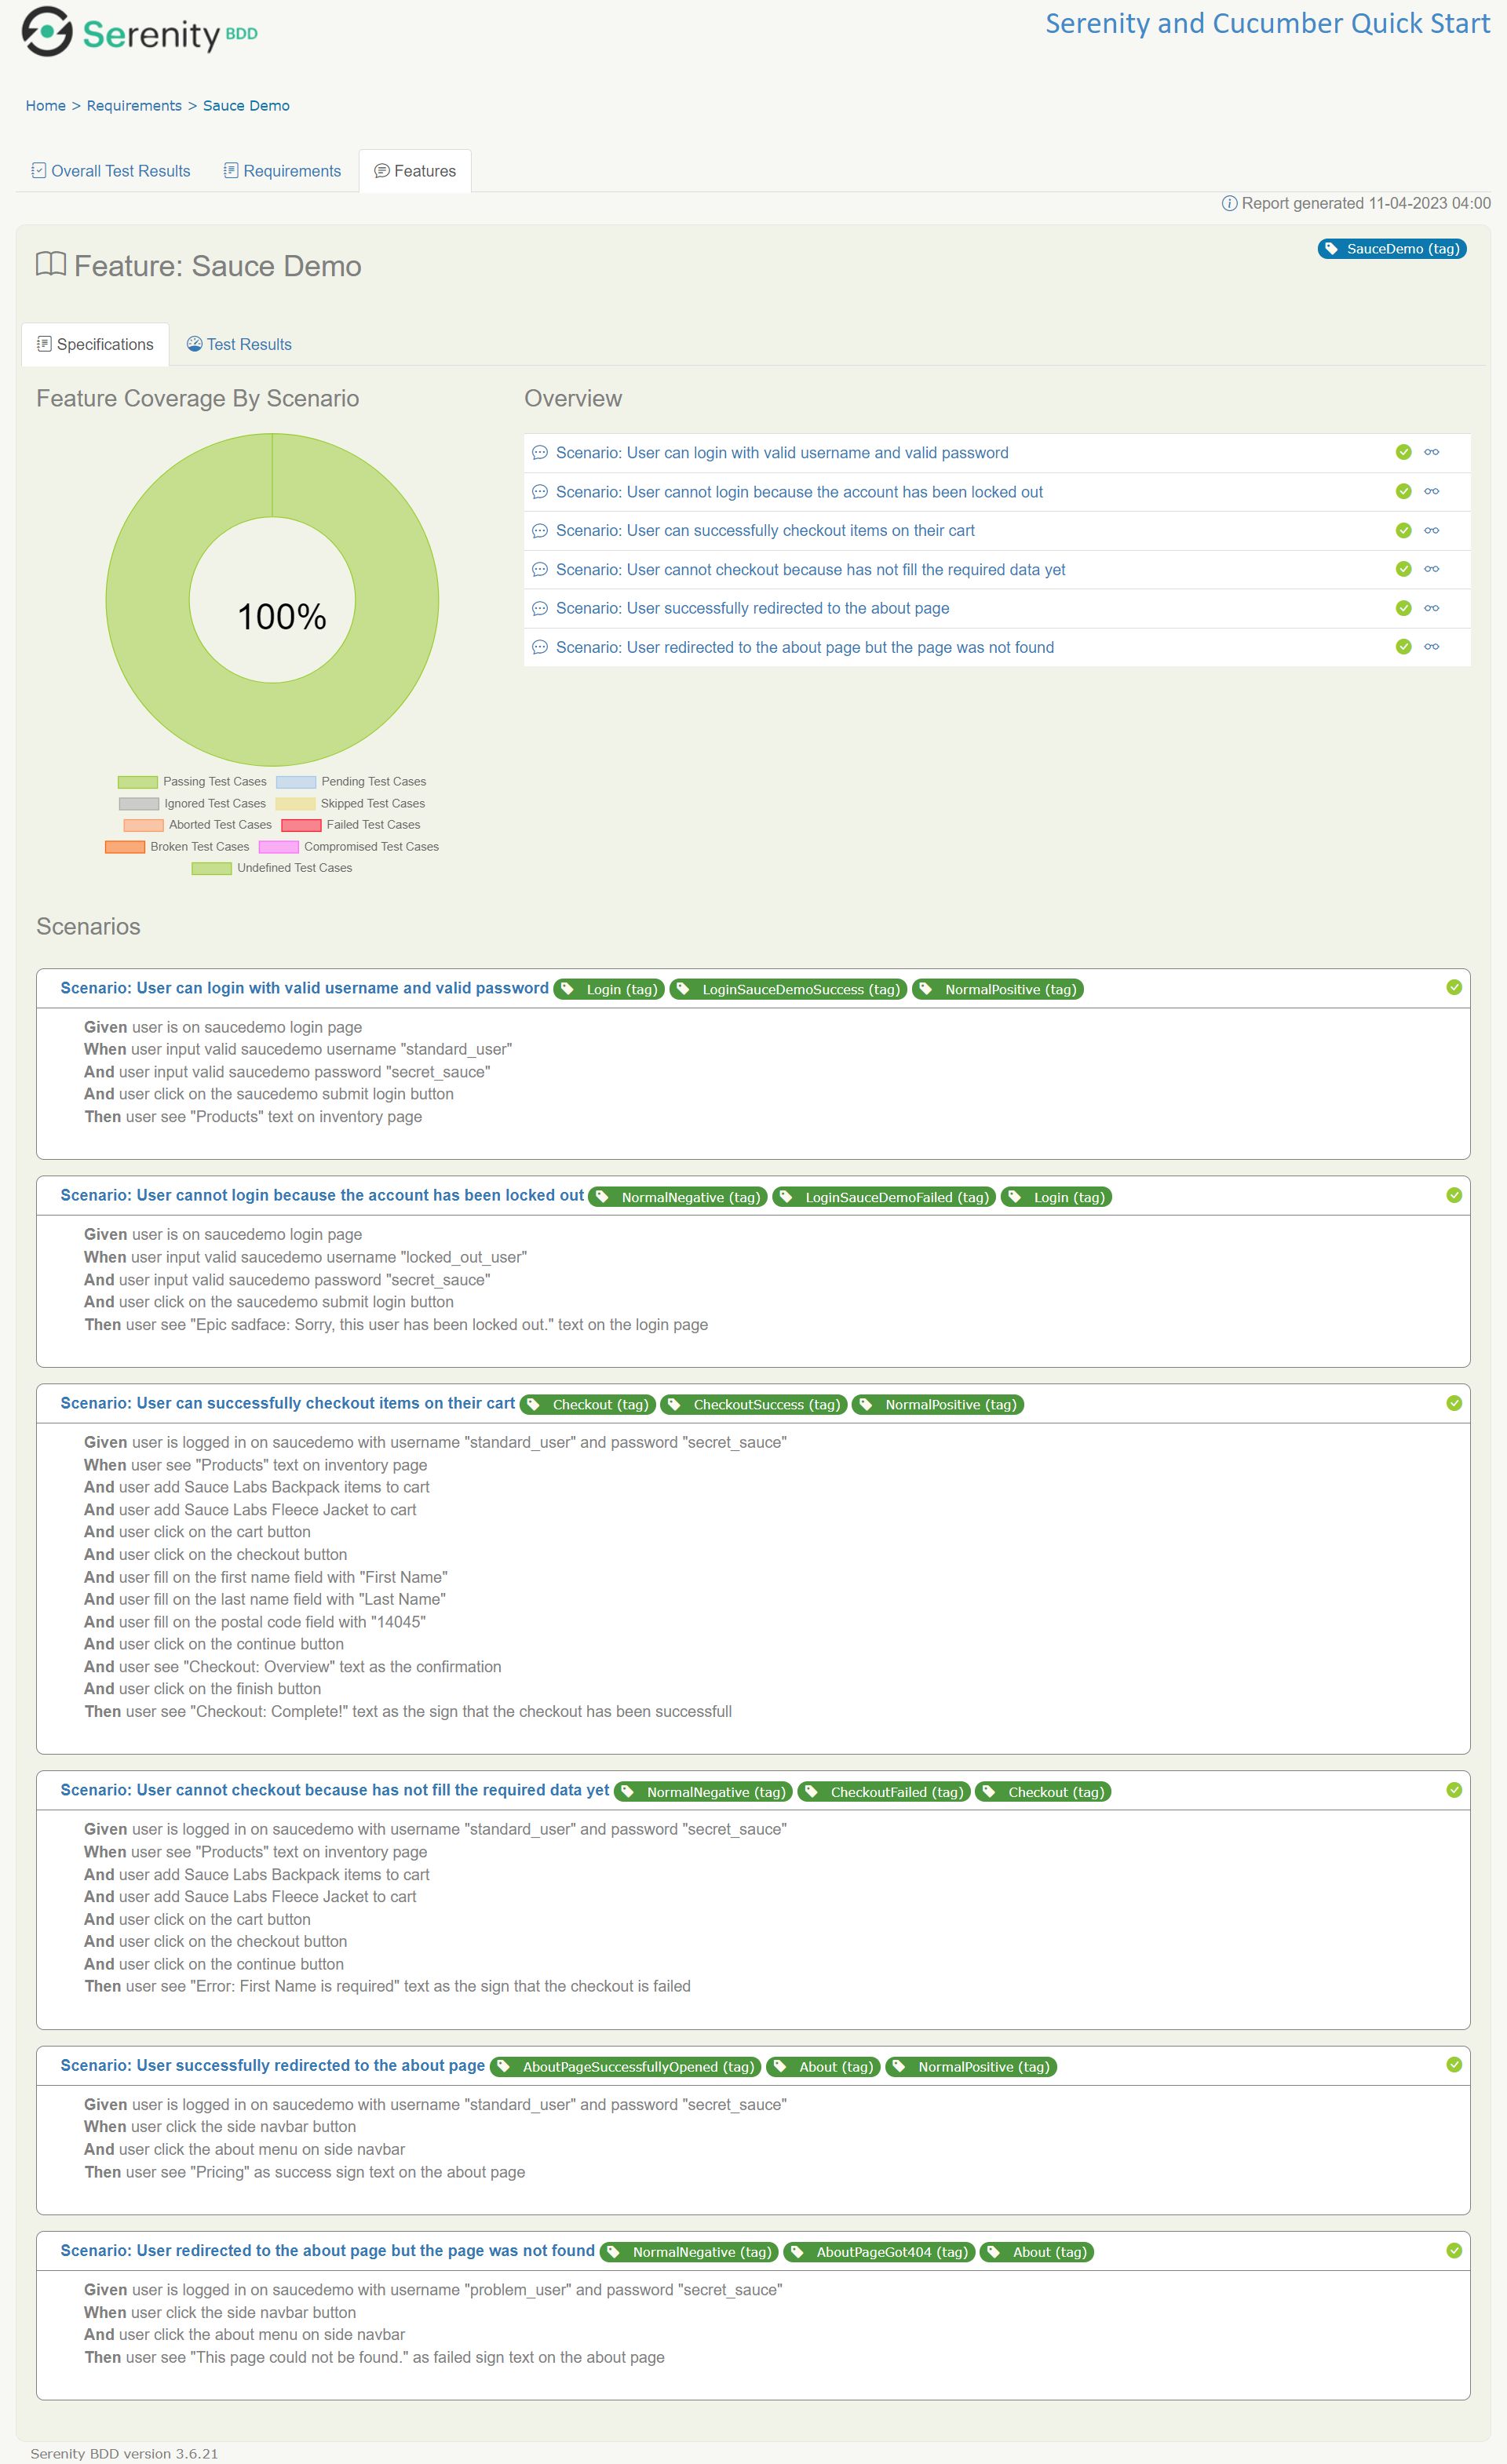 Serenity BDD
Serenity and Cucumber Quick Start
Home > Requirements > Sauce Demo
Overall Test Results
Requirements
Features
Report generated 11-04-2023 04:00
Feature: Sauce Demo
SauceDemo (tag)
Specifications
Test Results
Feature Coverage By Scenario
100%
Passing Test Cases
Pending Test Cases
Ignored Test Cases
Skipped Test Cases
Aborted Test Cases
Failed Test Cases
Broken Test Cases
Compromised Test Cases
Undefined Test Cases
Overview
Scenario: User can login with valid username and valid password
Scenario: User cannot login because the account has been locked out
Scenario: User can successfully checkout items on their cart
Scenario: User cannot checkout because has not fill the required data yet
Scenario: User successfully redirected to the about page
Scenario: User redirected to the about page but the page was not found
Scenarios
Scenario: User can login with valid username and valid password Login (tag) LoginSauceDemoSuccess (tag) NormalPositive (tag)
Given user is on saucedemo login page
When user input valid saucedemo username "standard_user"
And user input valid saucedemo password "secret_sauce"
And user click on the saucedemo submit login button
Then user see "Products" text on inventory page
Scenario: User cannot login because the account has been locked out NormalNegative (tag) LoginSauceDemoFailed (tag) Login (tag)
Given user is on saucedemo login page
When user input valid saucedemo username "locked_out_user"
And user input valid saucedemo password "secret_sauce"
And user click on the saucedemo submit login button
Then user see "Epic sadface: Sorry, this user has been locked out." text on the login page
Scenario: User can successfully checkout items on their cart Checkout (tag) CheckoutSuccess (tag) NormalPositive (tag)
Given user is logged in on saucedemo with username "standard_user" and password "secret_sauce"
When user see "Products" text on inventory page
And user add Sauce Labs Backpack items to cart
And user add Sauce Labs Fleece Jacket to cart
And user click on the cart button
And user click on the checkout button
And user fill on the first name field with "First Name"
And user fill on the last name field with "Last Name"
And user fill on the postal code field with "14045"
And user click on the continue button
And user see "Checkout: Overview" text as the confirmation
And user click on the finish button
Then user see "Checkout: Complete!" text as the sign that the checkout has been successfull
Scenario: User cannot checkout because has not fill the required data yet NormalNegative (tag) CheckoutFailed (tag) Checkout (tag)
Given user is logged in on saucedemo with username "standard_user" and password "secret_sauce"
When user see "Products" text on inventory page
And user add Sauce Labs Backpack items to cart
And user add Sauce Labs Fleece Jacket to cart
And user click on the cart button
And user click on the checkout button
And user click on the continue button
Then user see "Error: First Name is required" text as the sign that the checkout is failed
Scenario: User successfully redirected to the about page AboutPageSuccessfullyOpened (tag) About (tag) NormalPositive (tag)
Given user is logged in on saucedemo with username "standard_user" and password "secret_sauce"
When user click the side navbar button
And user click the about menu on side navbar
Then user see "Pricing" as success sign text on the about page
Scenario: User redirected to the about page but the page was not found NormalNegative (tag) AboutPageGot404 (tag) About (tag)
Given user is logged in on saucedemo with username "problem_user" and password "secret_sauce"
When user click the side navbar button
And user click the about menu on side navbar
Then user see "This page could not be found." as failed sign text on the about page
Serenity BDD version 3.6.21